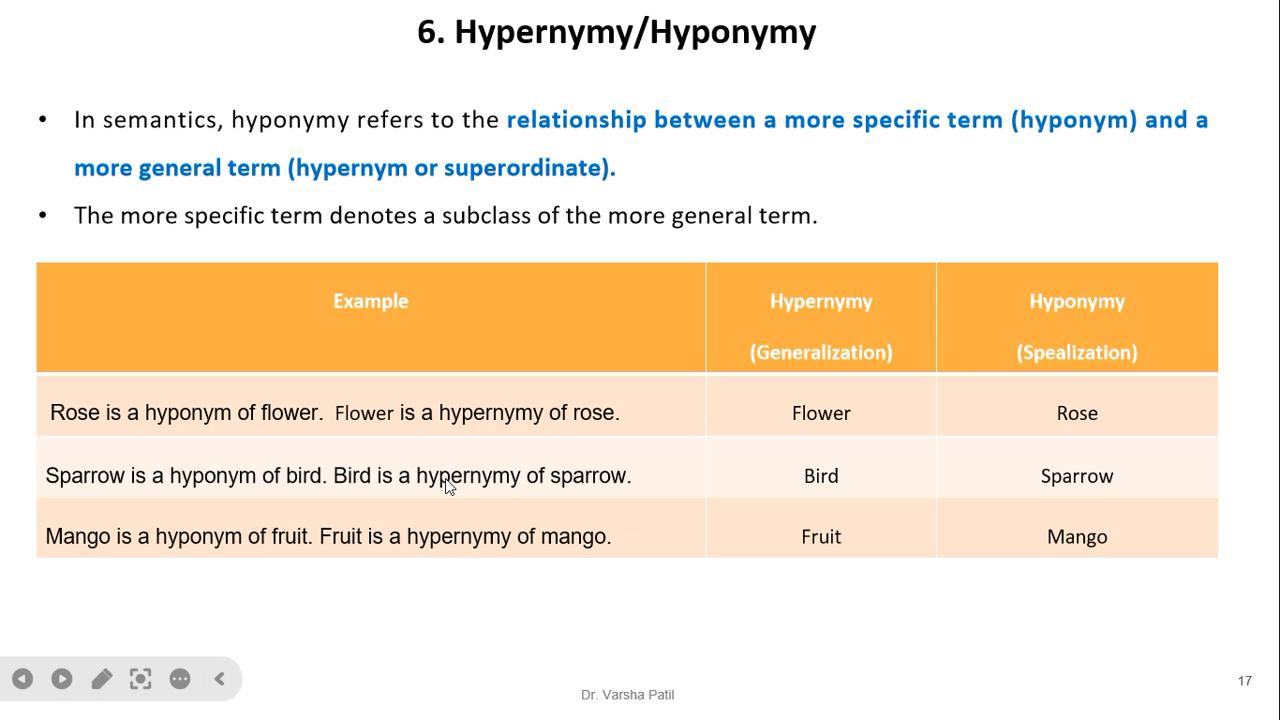 6. Hypernymy/Hyponymy
• In semantics, hyponymy refers to the relationship between a more specific term (hyponym) and a
more general term (hypernym or superordinate).
• The more specific term denotes a subclass of the more general term.
Example
Hypernymy
(Generalization)
Hyponymy
(Spealization)
Rose is a hyponym of flower. Flower is a hypernymy of rose.
Flower
Rose
Sparrow is a hyponym of bird. Bird is a hypernymy of sparrow.
Bird
Sparrow
Mango is a hyponym of fruit. Fruit is a hypernymy of mango.
Fruit
Mango
Dr. Varsha Patil
17